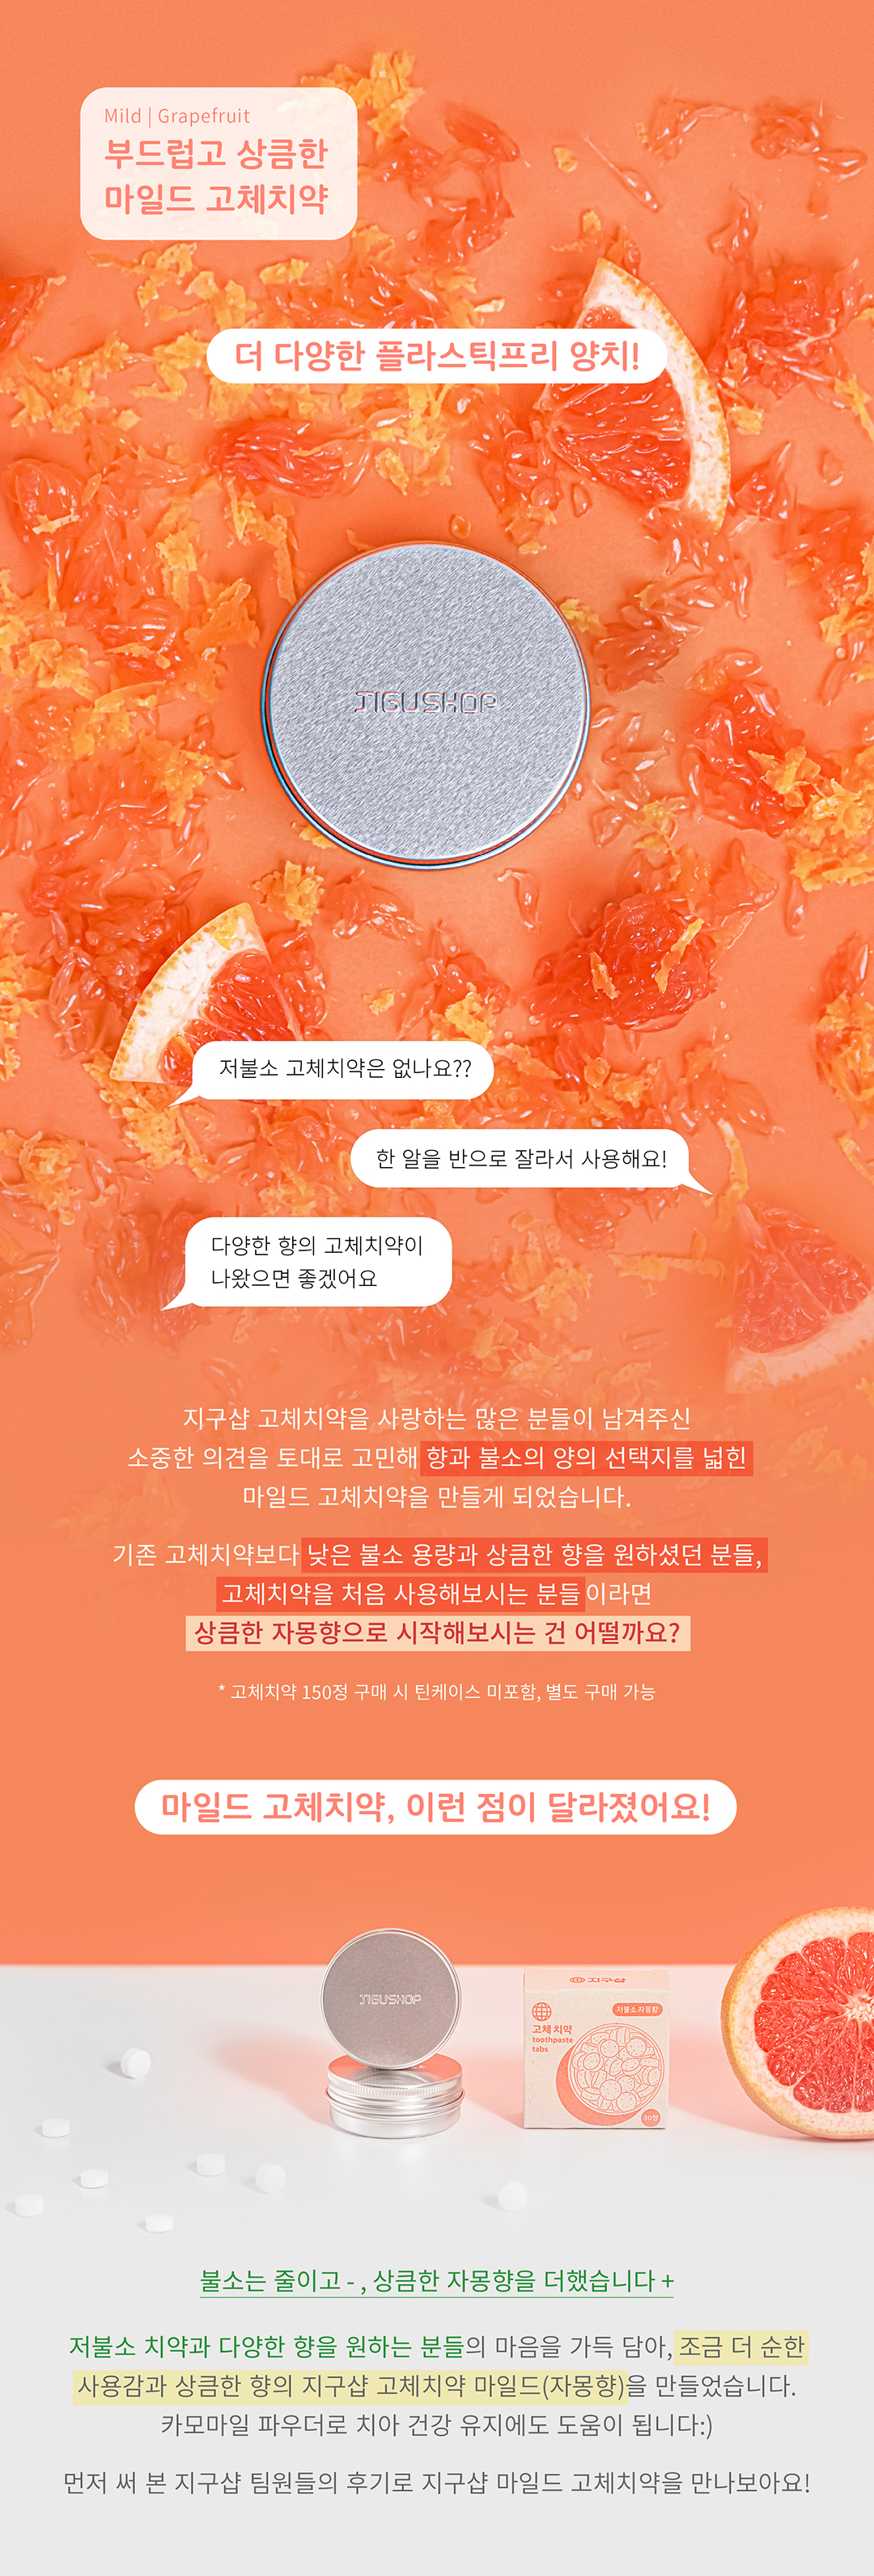 Mild | Grapefruit
부드럽고 상큼한
마일드 고체치약
더 다양한 플라스틱프리 양치!
JIGUSHOP
저불소 고체치약은 없나요??
한 알을 반으로 잘라서 사용해요!
다양한 향의 고체치약이
나왔으면 좋겠어요
지구샵 고체치약을 사랑하는 많은 분들이 남겨주신
소중한 의견을 토대로 고민해 향과 불소의 양의 선택지를 넓힌
마일드 고체치약을 만들게 되었습니다.
기존 고체치약보다 낮은 불소 용량과 상큼한 향을 원하셨던 분들,
고체치약을 처음 사용해보시는 분들이라면
상큼한 자몽향으로 시작해보시는 건 어떨까요?
* 고체치약 150정 구매 시 틴케이스 미포함, 별도 구매 가능
마일드 고체치약, 이런 점이 달라졌어요!
JIGUSHOP
지구샵
저불소 자몽향
고체 치약
toothpaste
tabs
30정
불소는 줄이고 - , 상큼한 자몽향을 더했습니다 +
저불소 치약과 다양한 향을 원하는 분들의 마음을 가득 담아, 조금 더 순한
사용감과 상큼한 향의 지구샵 고체치약 마일드(자몽향)을 만들었습니다.
카모마일 파우더로 치아 건강 유지에도 도움이 됩니다:)
먼저 써 본 지구샵 팀원들의 후기로 지구샵 마일드 고체치약을 만나보아요!